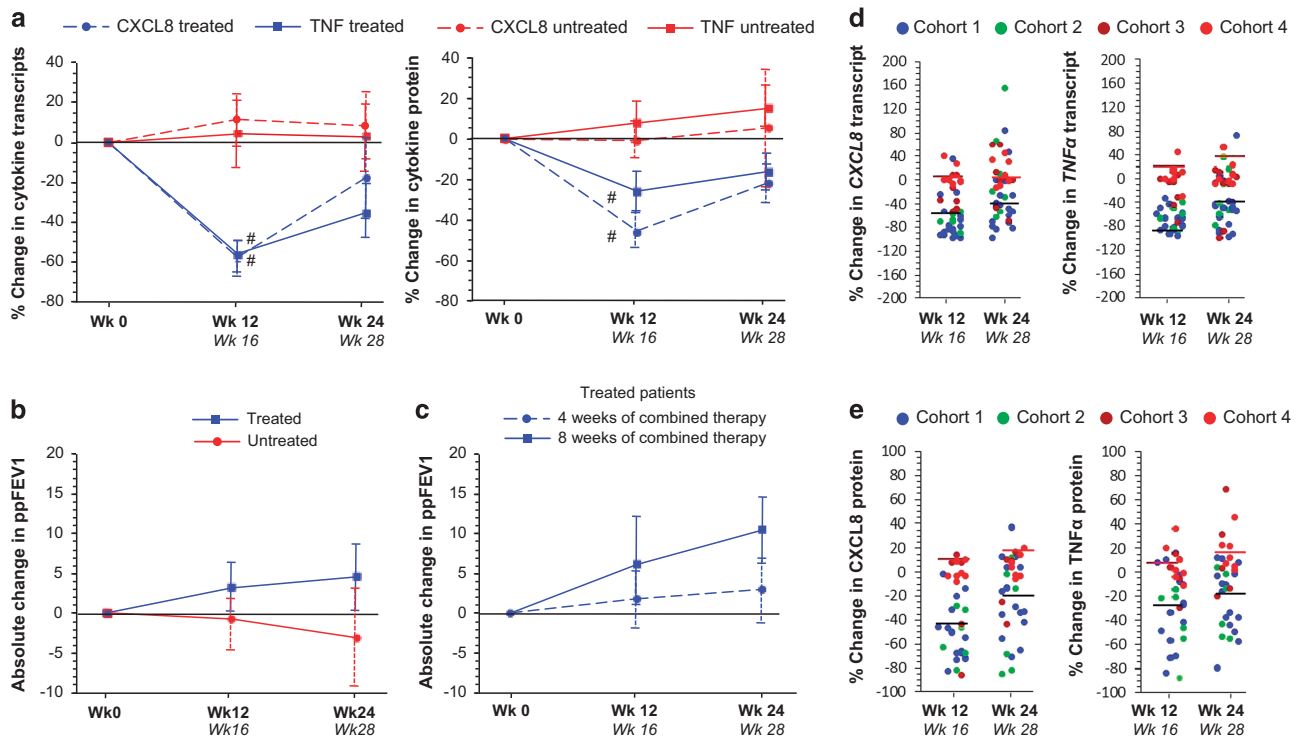 a
CXCL8 treated
TNF treated
CXCL8 untreated
TNF untreated
% Change in cytokine transcripts
40
20
0
-20
-40
-60
-80
#
#
Wk 0
Wk 12
Wk 24
Wk 16
Wk 28
% Change in cytokine protein
40
20
0
-20
-40
-60
-80
#
#
Wk 0
Wk 12
Wk 24
Wk 16
Wk 28
b
Treated
Untreated
Absolute change in ppFEV1
20
15
10
5
0
-5
-10
Wk0
Wk12
Wk24
Wk16
Wk28
c
Treated patients
4 weeks of combined therapy
8 weeks of combined therapy
Absolute change in ppFEV1
20
15
10
5
0
-5
-10
Wk 0
Wk 12
Wk 24
Wk 16
Wk 28
d
Cohort 1
Cohort 2
Cohort 3
Cohort 4
% Change in CXCL8 transcript
200
160
120
80
40
0
-40
-80
-160
-200
Wk 12
Wk 24
Wk 16
Wk 28
% Change in TNFα transcript
200
160
120
80
40
0
-40
-80
-160
-200
Wk 12
Wk 24
Wk 16
Wk 28
e
Cohort 1
Cohort 2
Cohort 3
Cohort 4
% Change in CXCL8 protein
100
80
60
40
20
0
-20
-40
-60
-80
-100
Wk 12
Wk 24
Wk 16
Wk 28
% Change in TNFα protein
100
80
60
40
20
0
-20
-40
-60
-80
-100
Wk 12
Wk 24
Wk 16
Wk 28